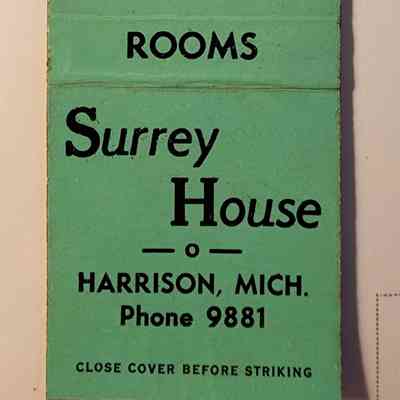 ROOMS
Surrey
House
— o —
HARRISON, MICH.
Phone 9881
CLOSE COVER BEFORE STRIKING